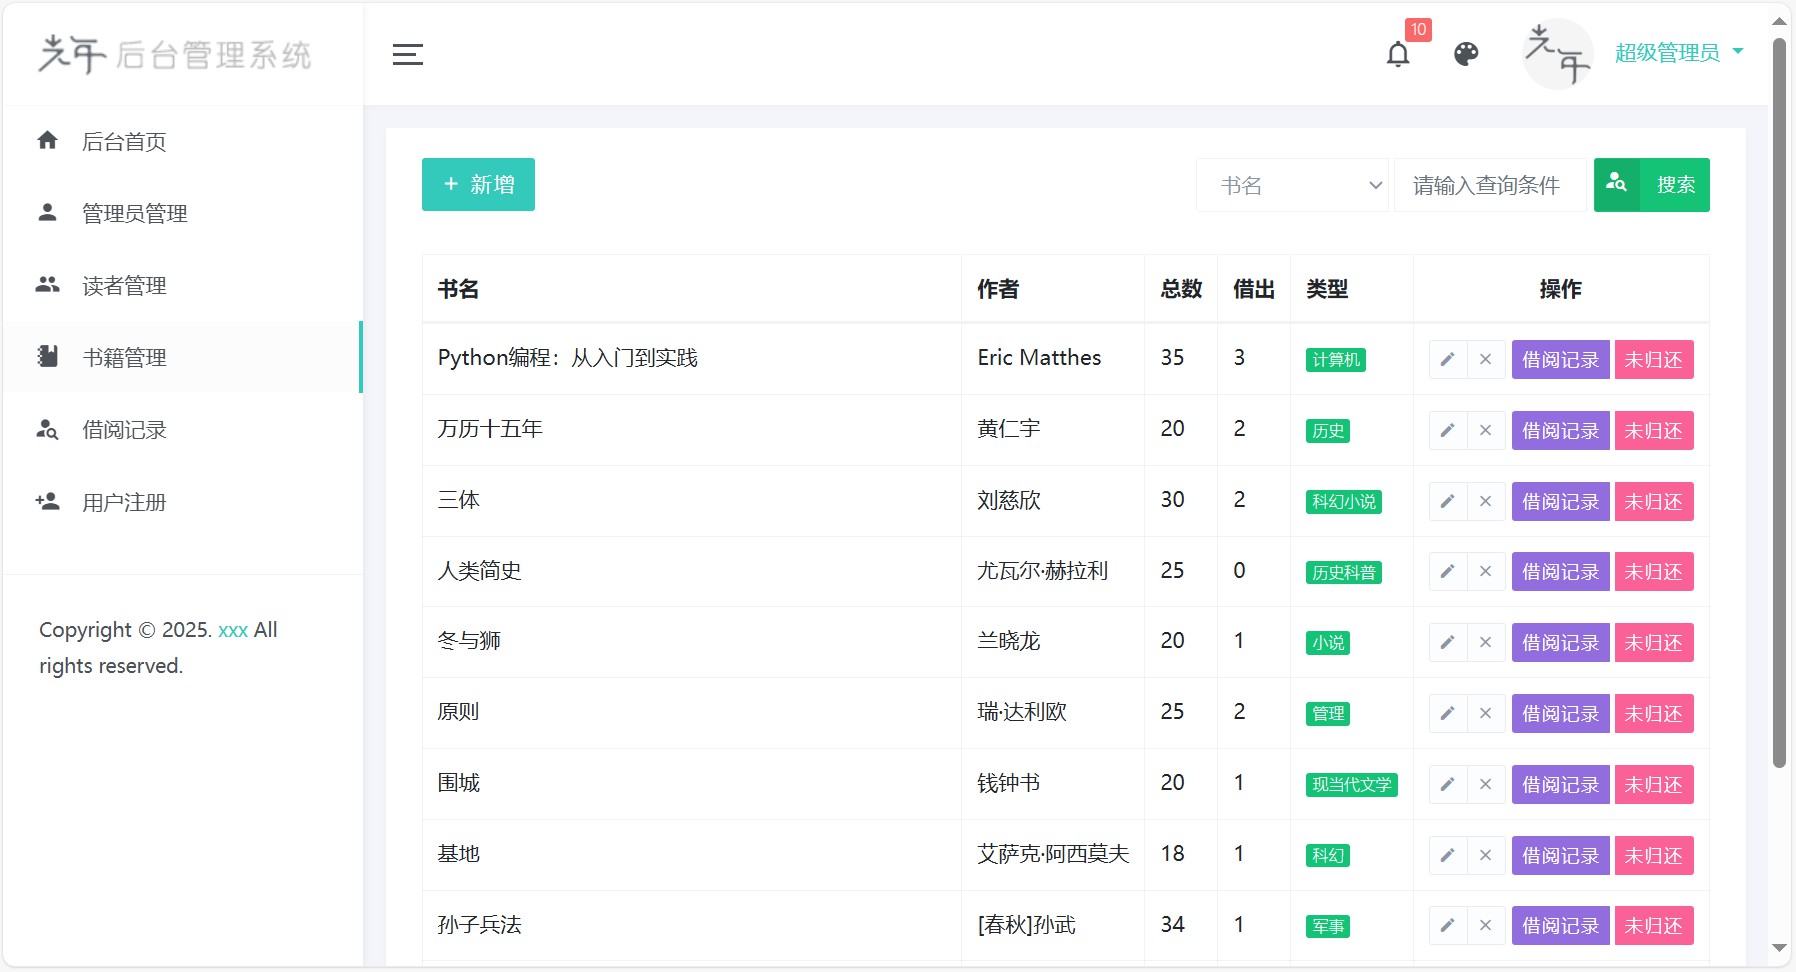 光年 后台管理系统
10
光年
超级管理员
后台首页
管理员管理
读者管理
书籍管理
借阅记录
用户注册
Copyright © 2025. xxx All
rights reserved.
+ 新增
书名 请输入查询条件 搜索
书名 作者 总数 借出 类型 操作
Python编程：从入门到实践 Eric Matthes 35 3 计算机 借阅记录 未归还
万历十五年 黄仁宇 20 2 历史 借阅记录 未归还
三体 刘慈欣 30 2 科幻小说 借阅记录 未归还
人类简史 尤瓦尔·赫拉利 25 0 历史科普 借阅记录 未归还
冬与狮 兰晓龙 20 1 小说 借阅记录 未归还
原则 瑞·达利欧 25 2 管理 借阅记录 未归还
围城 钱钟书 20 1 现当代文学 借阅记录 未归还
基地 艾萨克·阿西莫夫 18 1 科幻 借阅记录 未归还
孙子兵法 [春秋]孙武 34 1 军事 借阅记录 未归还